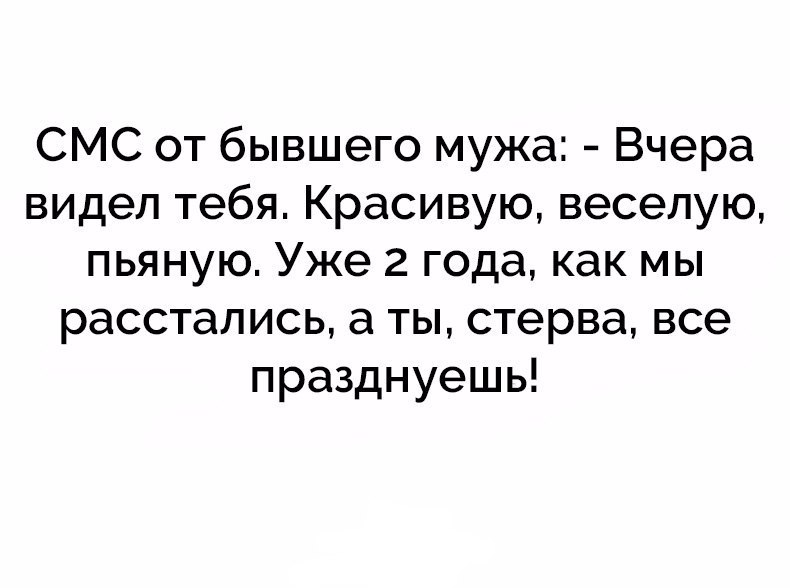 СМС от бывшего мужа: - Вчера
видел тебя. Красивую, веселую,
пьяную. Уже 2 года, как мы
расстались, а ты, стерва, все
празднуешь!